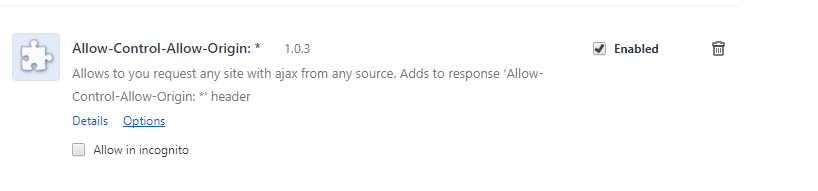 Allow-Control-Allow-Origin: * 1.0.3 Enabled
Allows to you request any site with ajax from any source. Adds to response 'Allow-
Control-Allow-Origin: *' header
Details Options
Allow in incognito